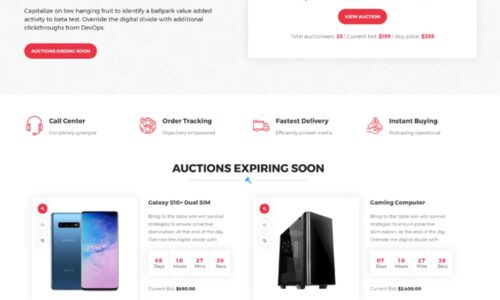 Capitalize on low hanging fruit to identify a ballpark value added
activity to beta test. Override the digital divide with additional
clickthroughs from DevOps.
AUCTIONS ENDING SOON
VIEW AUCTION
Total auctioneers: 23 | Current bid: $199 | Buy price: $359
Call Center
Completely synergize
Order Tracking
Objectively empowered
Fastest Delivery
Efficiently unleash media
Instant Buying
Podcasting operational
AUCTIONS EXPIRING SOON
Galaxy S10+ Dual SIM
Bring to the table win-win survival
strategies to ensure proactive
domination. At the end of the day.
Override the digital divide with
68 10 27 28
Days Hours Mins Secs
Current Bid: $490.00
Gaming Computer
Bring to the table win-win survival
strategies to ensure proactive
domination. At the end of the day.
Override the digital divide with
07 10 27 28
Days Hours Mins Secs
Current Bid: $2,400.00